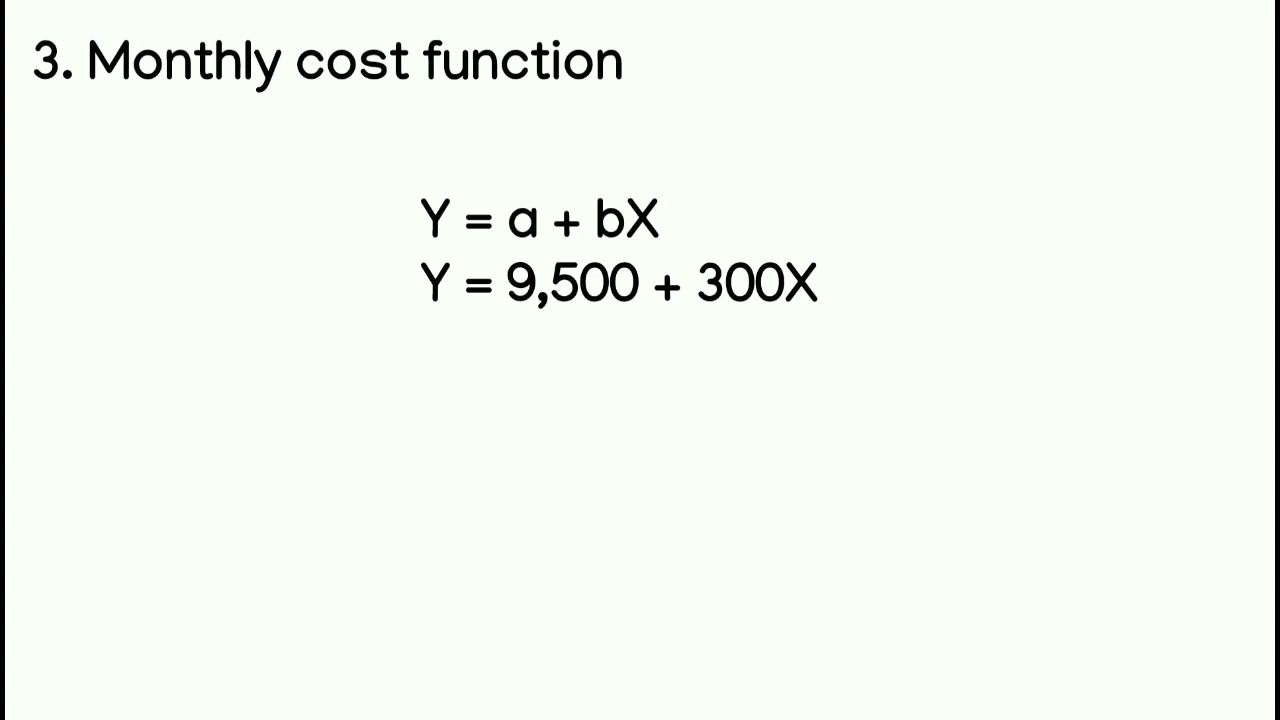 3. Monthly cost function
Y = a + bX
Y = 9,500 + 300X